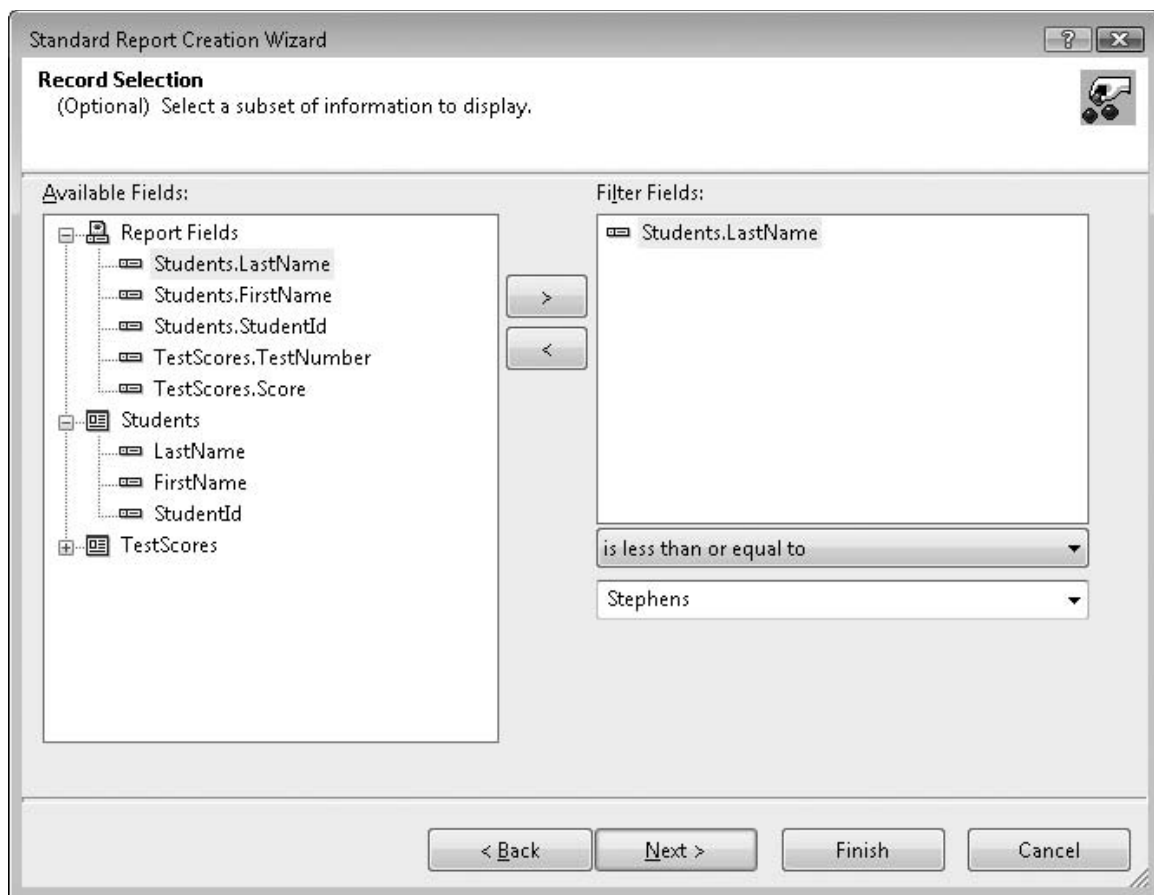 Standard Report Creation Wizard
Record Selection
(Optional) Select a subset of information to display.
Available Fields:
Report Fields
Students.LastName
Students.FirstName
Students.StudentId
TestScores.TestNumber
TestScores.Score
Students
LastName
FirstName
StudentId
TestScores
>
<
Filter Fields:
Students.LastName
is less than or equal to
Stephens
< Back
Next >
Finish
Cancel